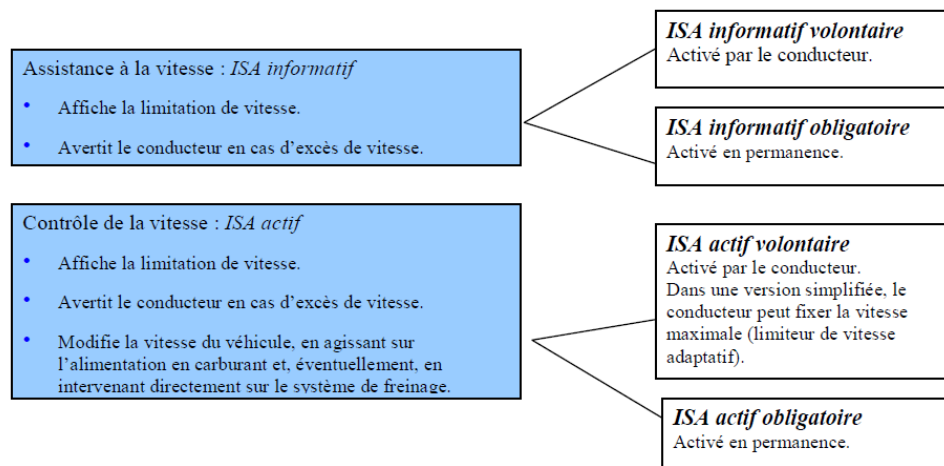 Assistance à la vitesse : ISA informatif
• Affiche la limitation de vitesse.
• Avertit le conducteur en cas d'excès de vitesse.
ISA informatif volontaire
Activé par le conducteur.
ISA informatif obligatoire
Activé en permanence.
Contrôle de la vitesse : ISA actif
• Affiche la limitation de vitesse.
• Avertit le conducteur en cas d'excès de vitesse.
• Modifie la vitesse du véhicule, en agissant sur
l'alimentation en carburant et, éventuellement, en
intervenant directement sur le système de freinage.
ISA actif volontaire
Activé par le conducteur.
Dans une version simplifiée, le
conducteur peut fixer la vitesse
maximale (limiteur de vitesse
adaptatif).
ISA actif obligatoire
Activé en permanence.